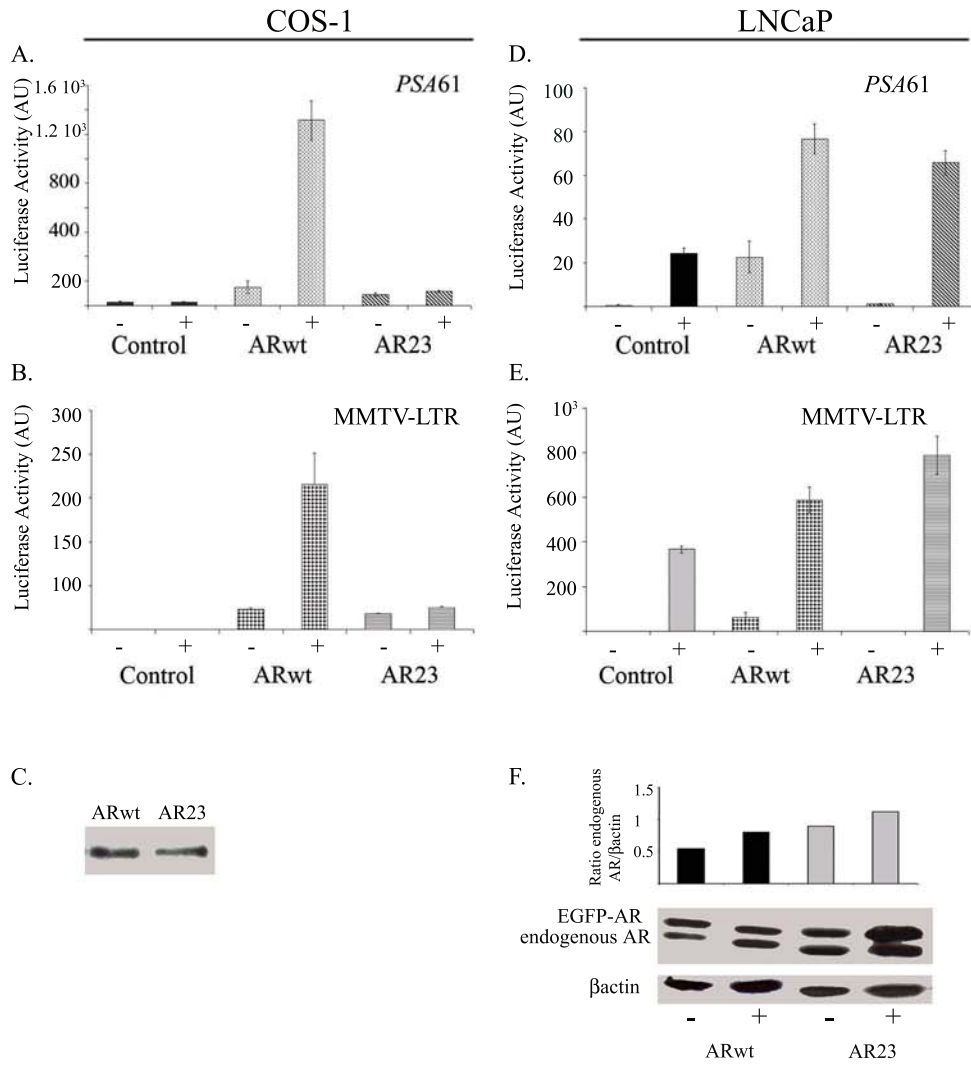 COS-1
LNCaP
A.
Luciferase Activity (AU)
PSA61
1.6 10³
1.2 10³
800
400
200
- + - + - +
Control ARwt AR23
D.
Luciferase Activity (AU)
PSA61
100
80
60
40
20
- + - + - +
Control ARwt AR23
B.
Luciferase Activity (AU)
MMTV-LTR
300
250
200
150
100
- + - + - +
Control ARwt AR23
E.
Luciferase Activity (AU)
MMTV-LTR
10³
800
600
400
200
- + - + - +
Control ARwt AR23
C.
ARwt AR23
F.
Ratio endogenous
AR/βactin
1.5
1
0.5
EGFP-AR
endogenous AR
βactin
- + - +
ARwt AR23